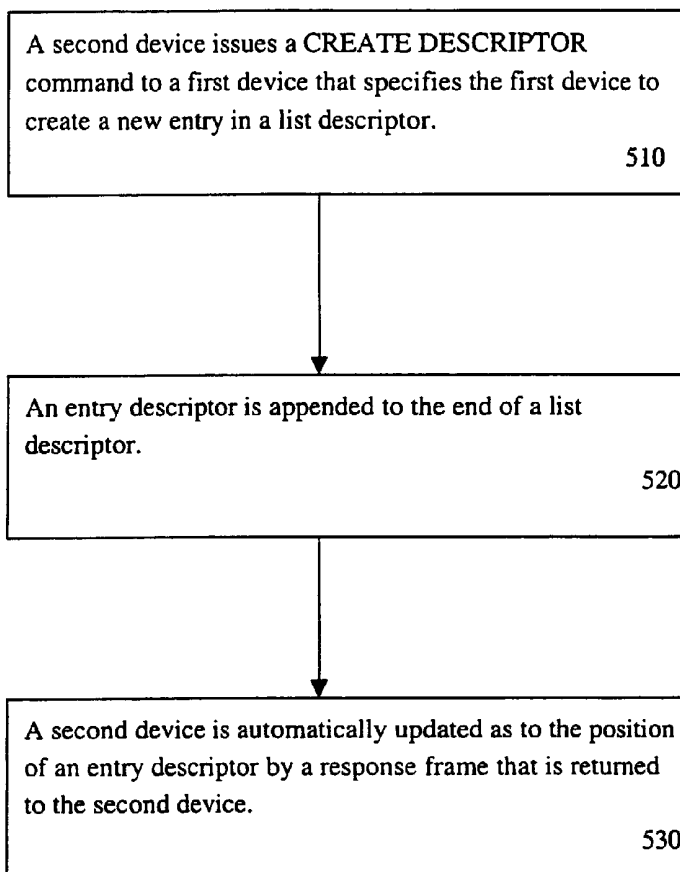 A second device issues a CREATE DESCRIPTOR
command to a first device that specifies the first device to
create a new entry in a list descriptor.
510
An entry descriptor is appended to the end of a list
descriptor.
520
A second device is automatically updated as to the position
of an entry descriptor by a response frame that is returned
to the second device.
530